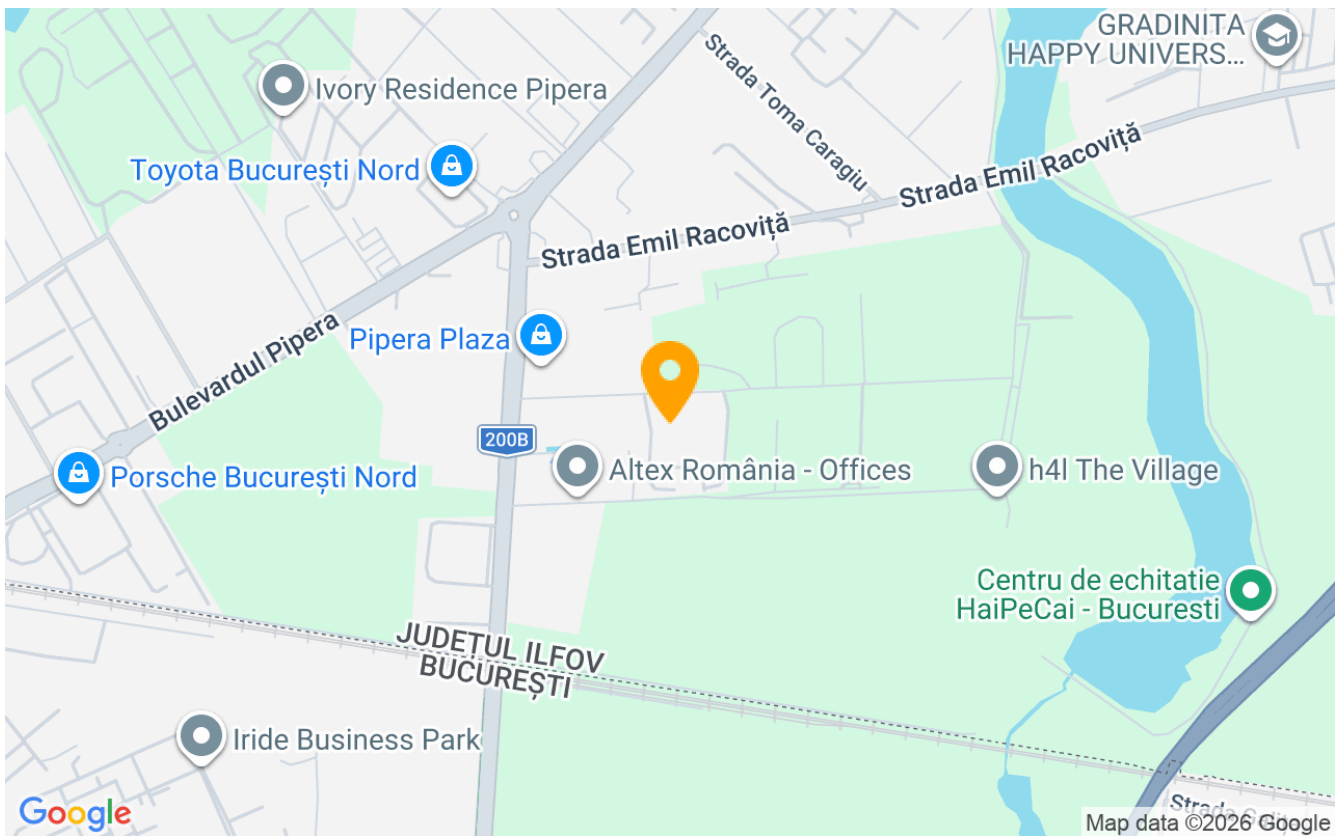 GRADINITA
HAPPY UNIVERS...
Ivory Residence Pipera
Strada Toma Caragiu
Toyota București Nord
Strada Emil Racoviță
Strada Emil Racoviță
Pipera Plaza
Bulevardul Pipera
200B
Porsche București Nord
Altex România - Offices
h4l The Village
Centru de echitatie
HaiPeCai - Bucuresti
JUDEȚUL ILFOV
BUCUREȘTI
Iride Business Park
Strada
Google
Map data ©2026 Google